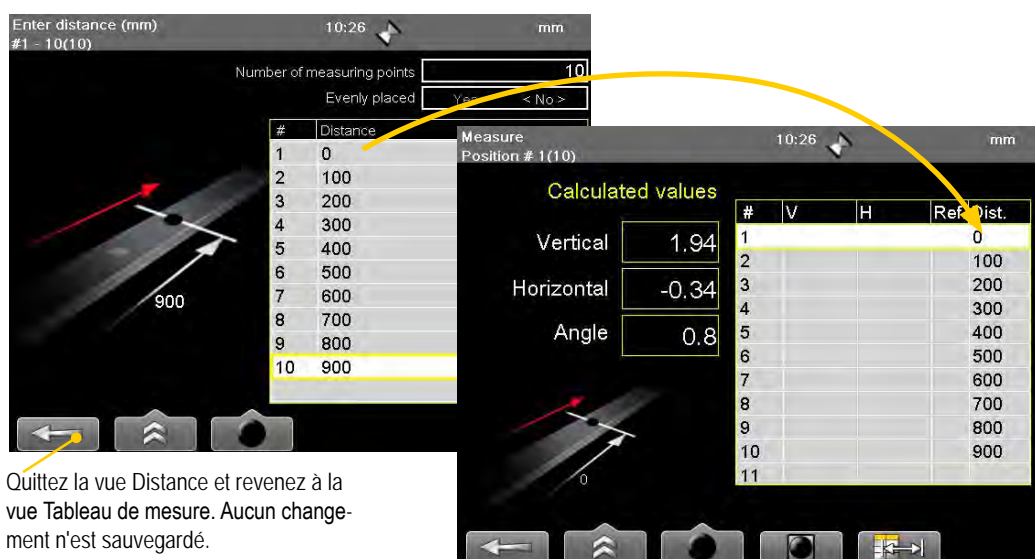 Enter distance (mm) 10:26 mm
#1 - 10(10)
Number of measuring points 10
Evenly placed Yes < No >
# Distance
1 0
2 100
3 200
4 300
5 400
6 500
7 600
8 700
9 800
10 900
900
Measure 10:26 mm
Position # 1(10)
Calculated values
Vertical 1.94
Horizontal -0.34
Angle 0.8
# V H Ref Dist.
1 0
2 100
3 200
4 300
5 400
6 500
7 600
8 700
9 800
10 900
11
0
Quittez la vue Distance et revenez à la
vue Tableau de mesure. Aucun change-
ment n'est sauvegardé.